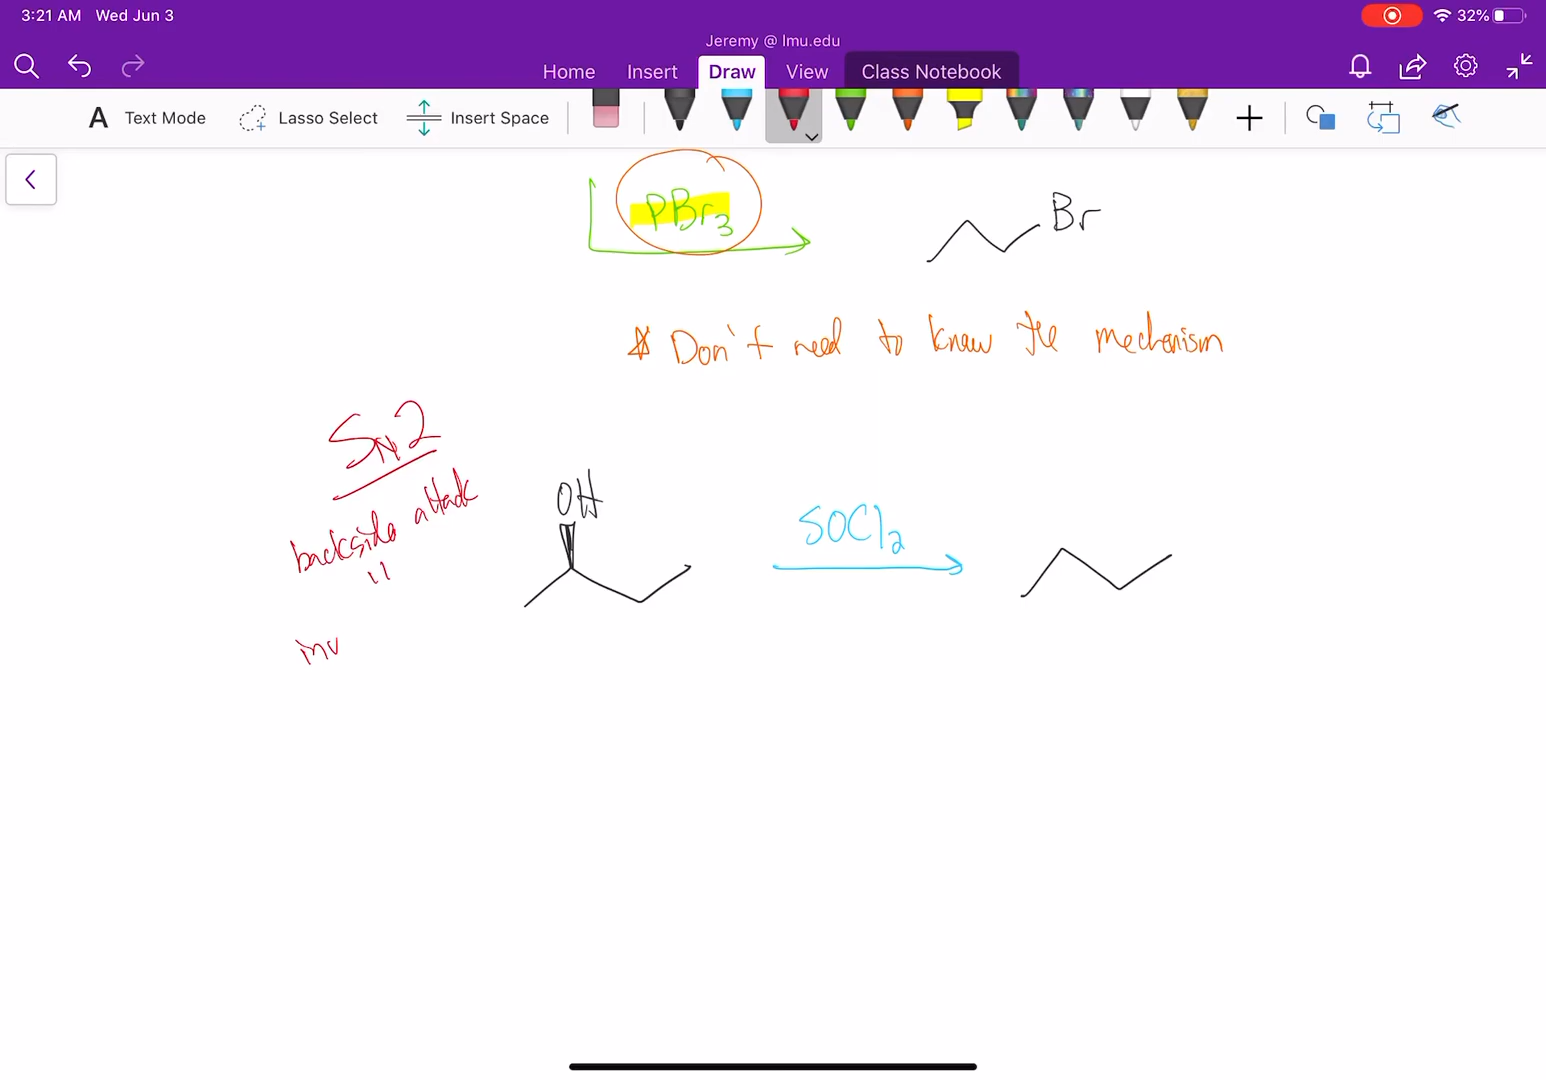 3:21 AM Wed Jun 3
32%
Jeremy @ lmu.edu
Home Insert Draw View Class Notebook
A Text Mode Lasso Select Insert Space
PBr3
Br
* Don't need to know the mechanism
SN2
backside attack
OH
SOCl2
inv